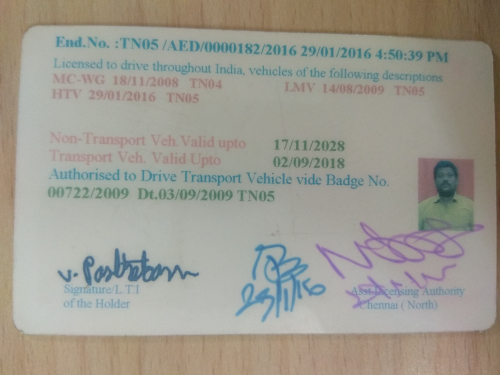 End.No. :TN05 /AED/0000182/2016 29/01/2016 4:50:39 PM
Licensed to drive throughout India, vehicles of the following descriptions
MC-WG 18/11/2008 TN04 LMV 14/08/2009 TN05
HTV 29/01/2016 TN05
Non-Transport Veh.Valid upto 17/11/2028
Transport Veh. Valid Upto 02/09/2018
Authorised to Drive Transport Vehicle vide Badge No.
00722/2009 Dt.03/09/2009 TN05
Signature/L.T.I
of the Holder
Asst.Licensing Authority
Chennai ( North)